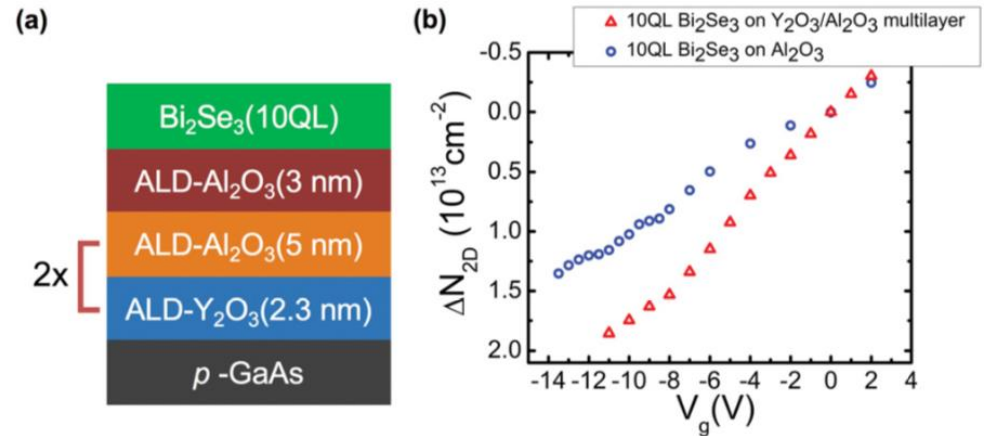 (a)
Bi₂Se₃(10QL)
ALD-Al₂O₃(3 nm)
ALD-Al₂O₃(5 nm)
2x
ALD-Y₂O₃(2.3 nm)
p -GaAs
(b)
10QL Bi₂Se₃ on Y₂O₃/Al₂O₃ multilayer
10QL Bi₂Se₃ on Al₂O₃
-0.5
0.0
0.5
1.0
1.5
2.0
ΔN₂D (10¹³cm⁻²)
-14 -12 -10 -8 -6 -4 -2 0 2 4
Vg(V)